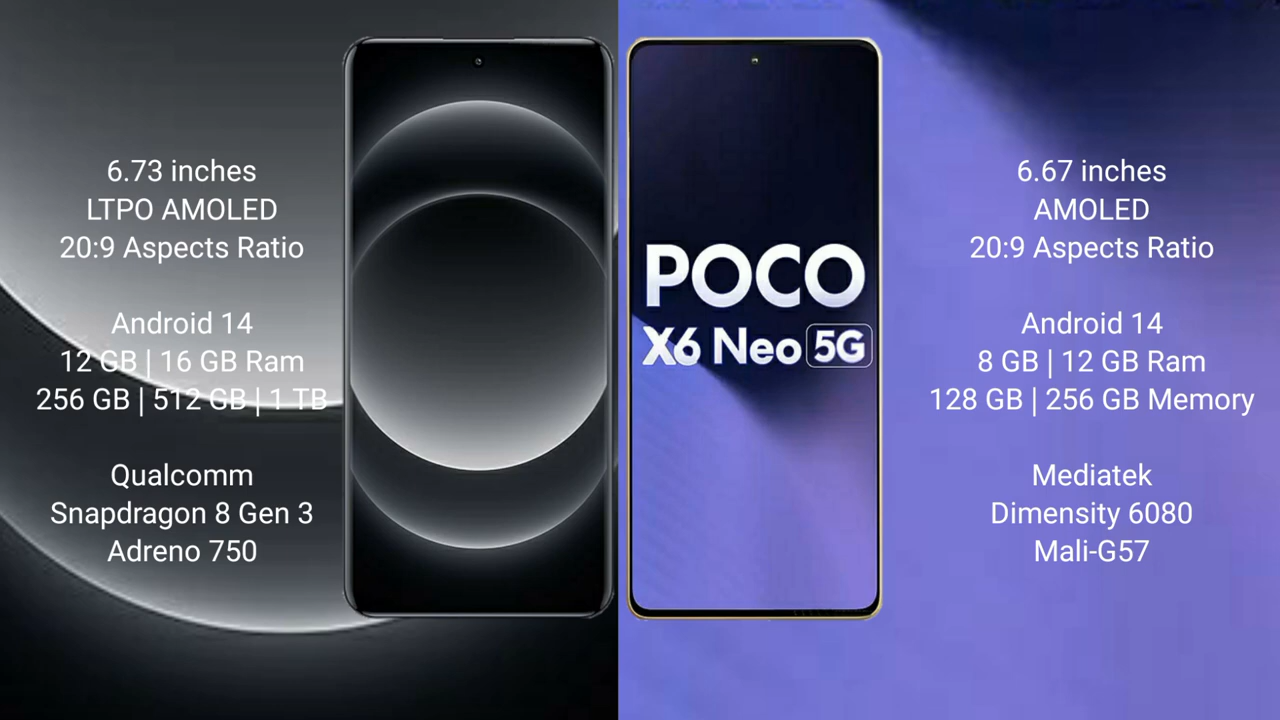 6.73 inches
LTPO AMOLED
20:9 Aspects Ratio
Android 14
12 GB | 16 GB Ram
256 GB | 512 GB | 1 TB
Qualcomm
Snapdragon 8 Gen 3
Adreno 750
POCO
X6 Neo 5G
6.67 inches
AMOLED
20:9 Aspects Ratio
Android 14
8 GB | 12 GB Ram
128 GB | 256 GB Memory
Mediatek
Dimensity 6080
Mali-G57